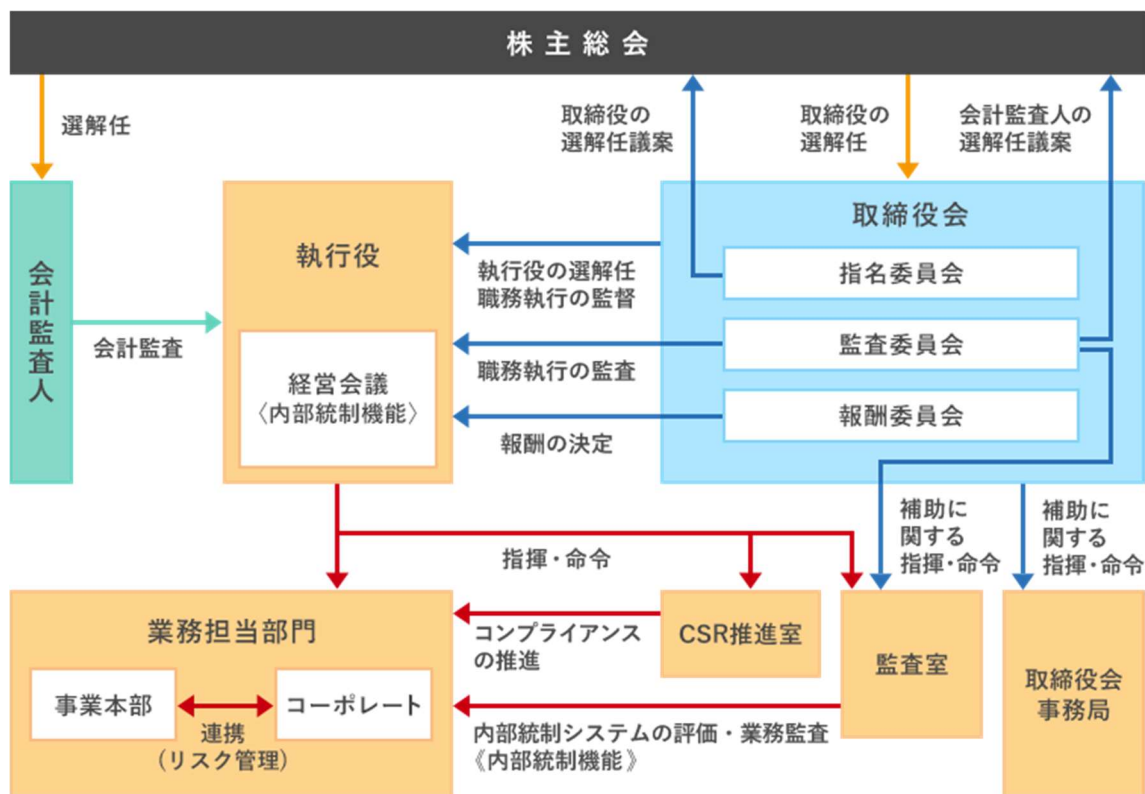 株主総会
選解任
取締役の
選解任議案
取締役の
選解任
会計監査人の
選解任議案
会計監査人
会計監査
執行役
経営会議
〈内部統制機能〉
執行役の選解任
職務執行の監督
職務執行の監査
報酬の決定
取締役会
指名委員会
監査委員会
報酬委員会
指揮・命令
補助に
関する
指揮・命令
補助に
関する
指揮・命令
業務担当部門
事業本部
コーポレート
連携
(リスク管理)
コンプライアンス
の推進
内部統制システムの評価・業務監査
《内部統制機能》
CSR推進室
監査室
取締役会
事務局